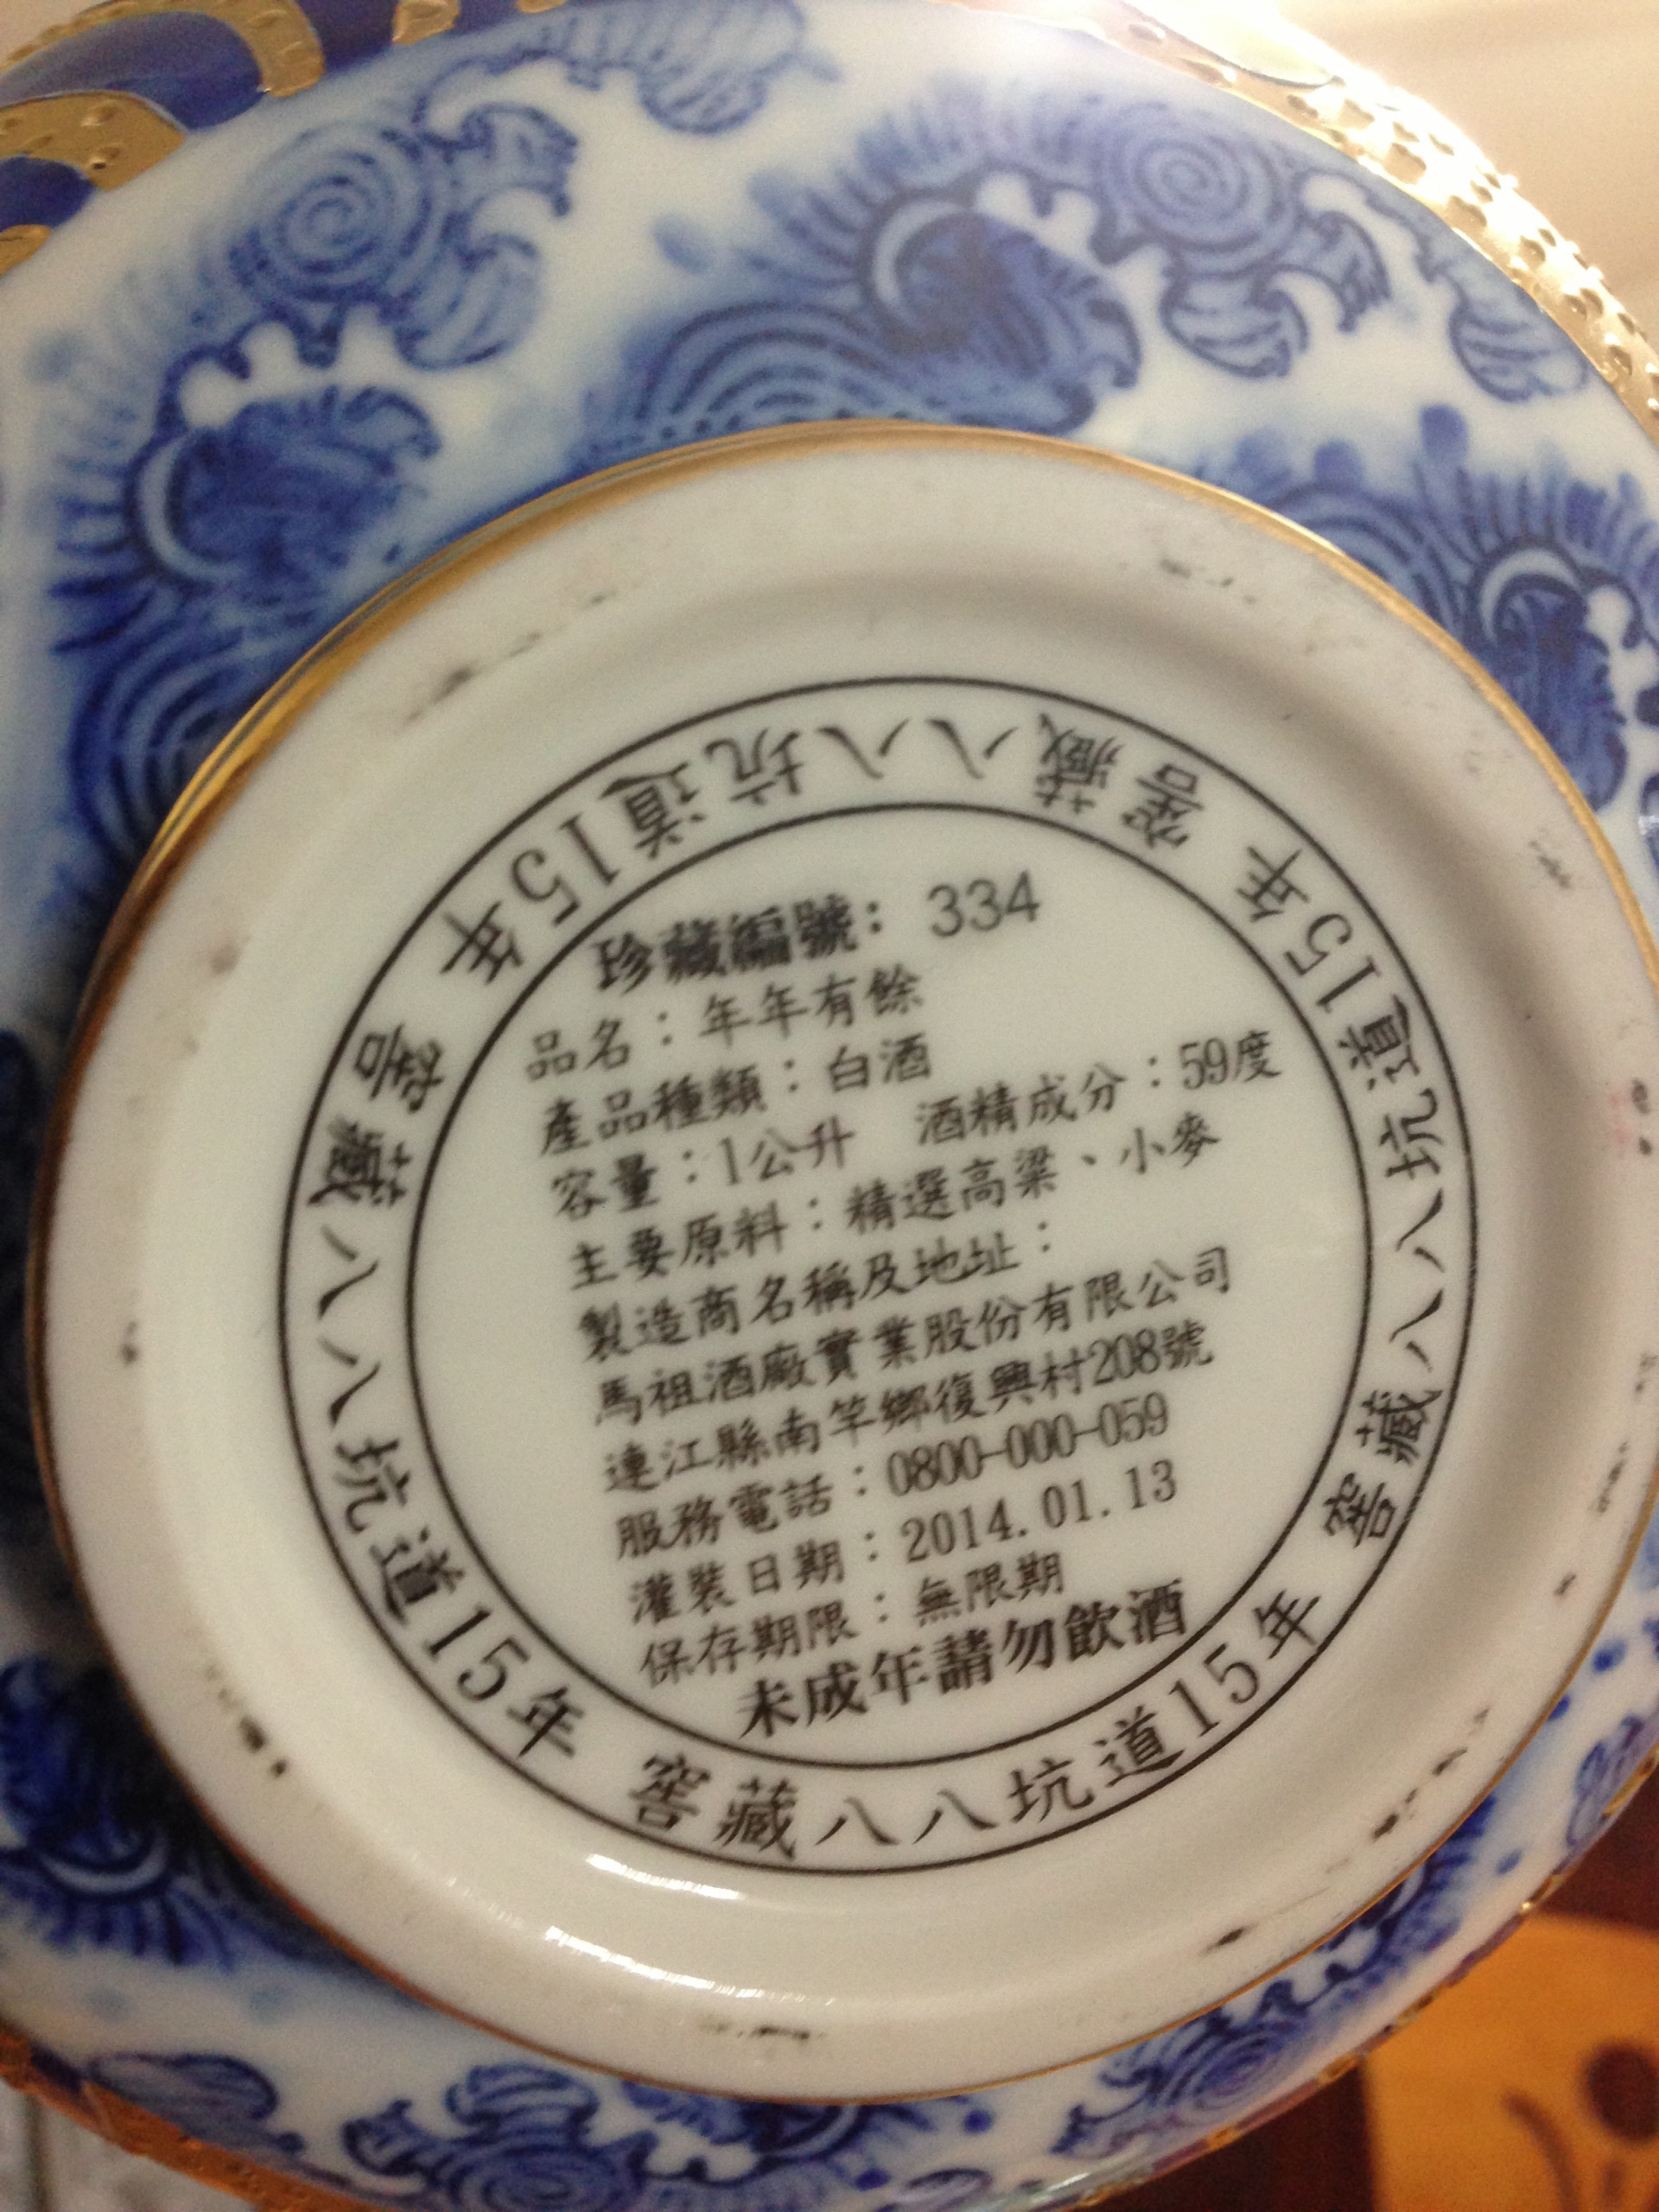 珍藏編號: 334
品名：年年有餘
產品種類：白酒
容量：1公升　酒精成分：59度
主要原料：精選高粱、小麥
製造商名稱及地址：
馬祖酒廠實業股份有限公司
連江縣南竿鄉復興村208號
服務電話：0800-000-059
灌裝日期：2014.01.13
保存期限：無限期
未成年請勿飲酒
窖藏八八坑道15年
窖藏八八坑道15年
窖藏八八坑道15年
窖藏八八坑道15年